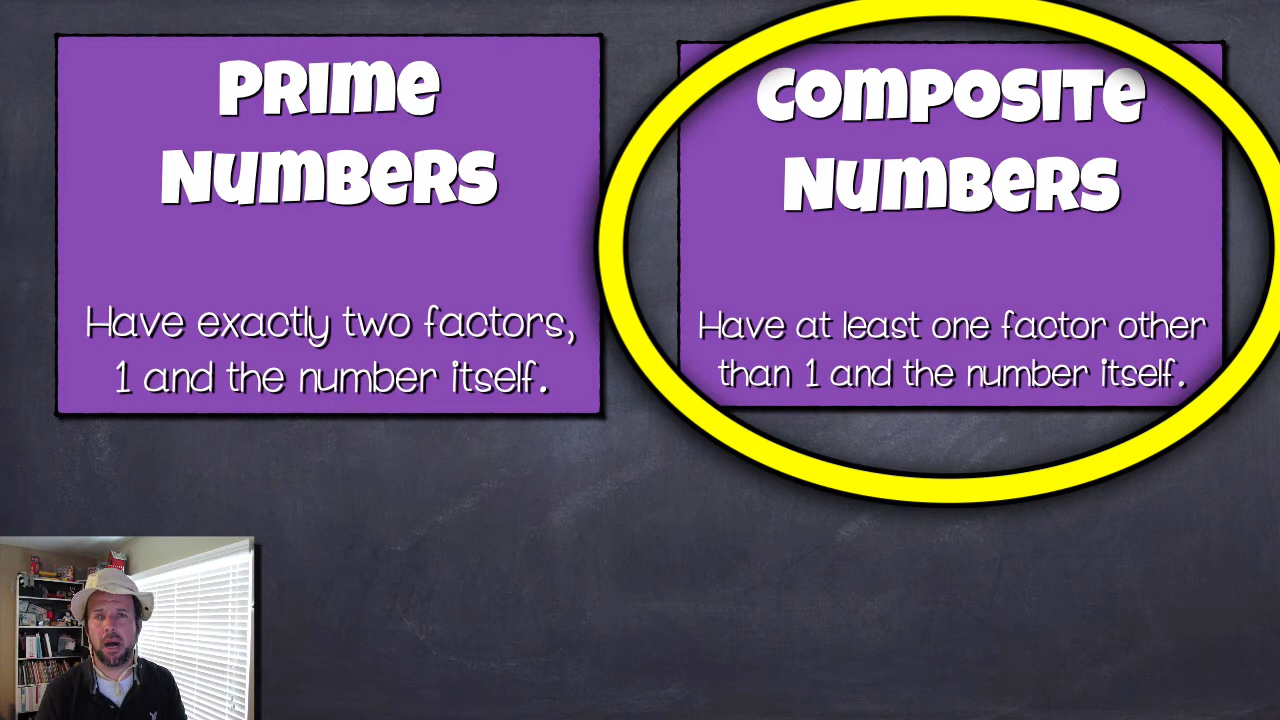 PRIME
NUMBERS
Have exactly two factors,
1 and the number itself.
COMPOSITE
NUMBERS
Have at least one factor other
than 1 and the number itself.